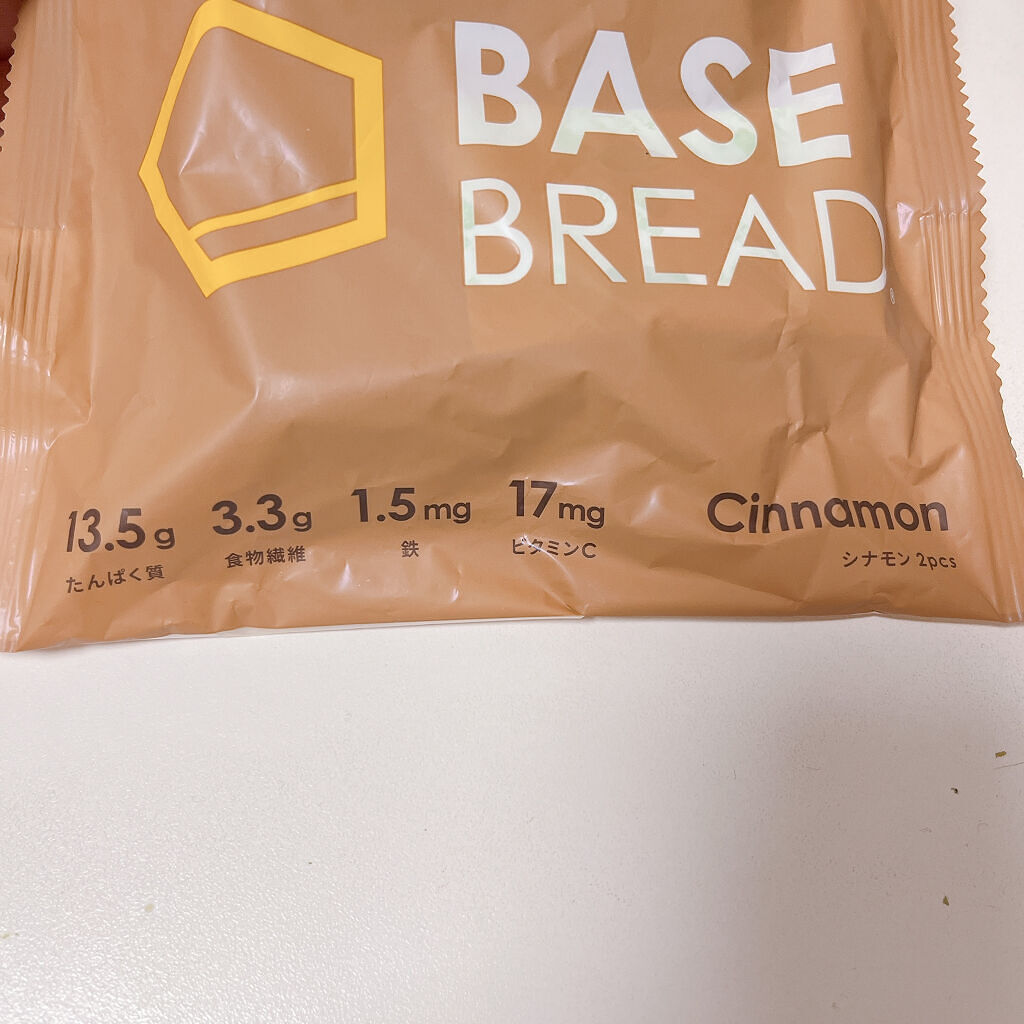 BASE
BREAD®
13.5g 3.3g 1.5mg 17mg Cinnamon
たんぱく質 食物繊維 鉄 ビタミンC シナモン 2pcs